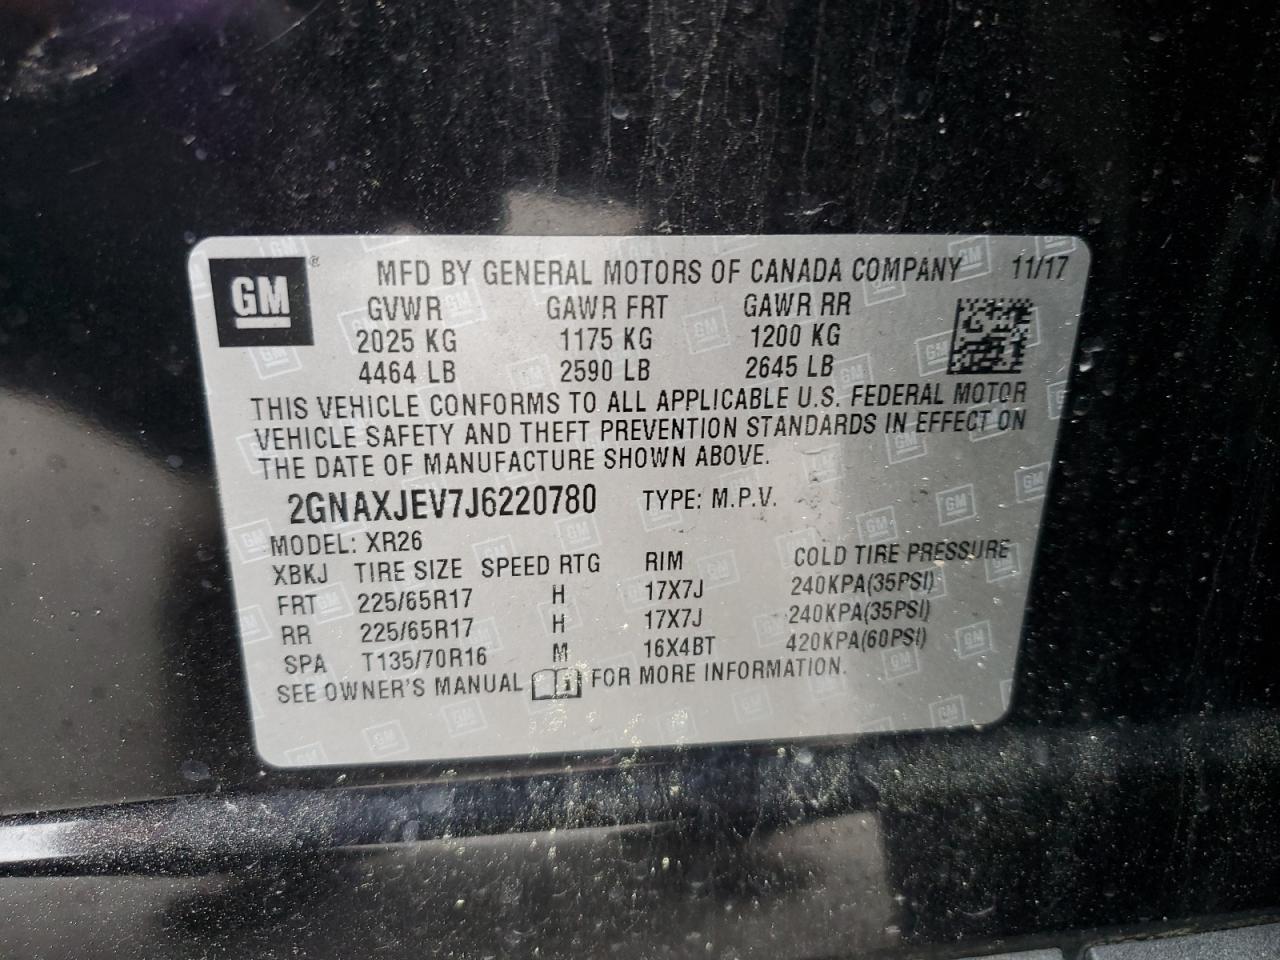 GM ® MFD BY GENERAL MOTORS OF CANADA COMPANY 11/17
GVWR GAWR FRT GAWR RR
2025 KG 1175 KG 1200 KG
4464 LB 2590 LB 2645 LB
THIS VEHICLE CONFORMS TO ALL APPLICABLE U.S. FEDERAL MOTOR
VEHICLE SAFETY AND THEFT PREVENTION STANDARDS IN EFFECT ON
THE DATE OF MANUFACTURE SHOWN ABOVE.
2GNAXJEV7J6220780 TYPE: M.P.V.
MODEL: XR26
XBKJ TIRE SIZE SPEED RTG RIM COLD TIRE PRESSURE
FRT 225/65R17 H 17X7J 240KPA(35PSI)
RR 225/65R17 H 17X7J 240KPA(35PSI)
SPA T135/70R16 M 16X4BT 420KPA(60PSI)
SEE OWNER'S MANUAL FOR MORE INFORMATION.